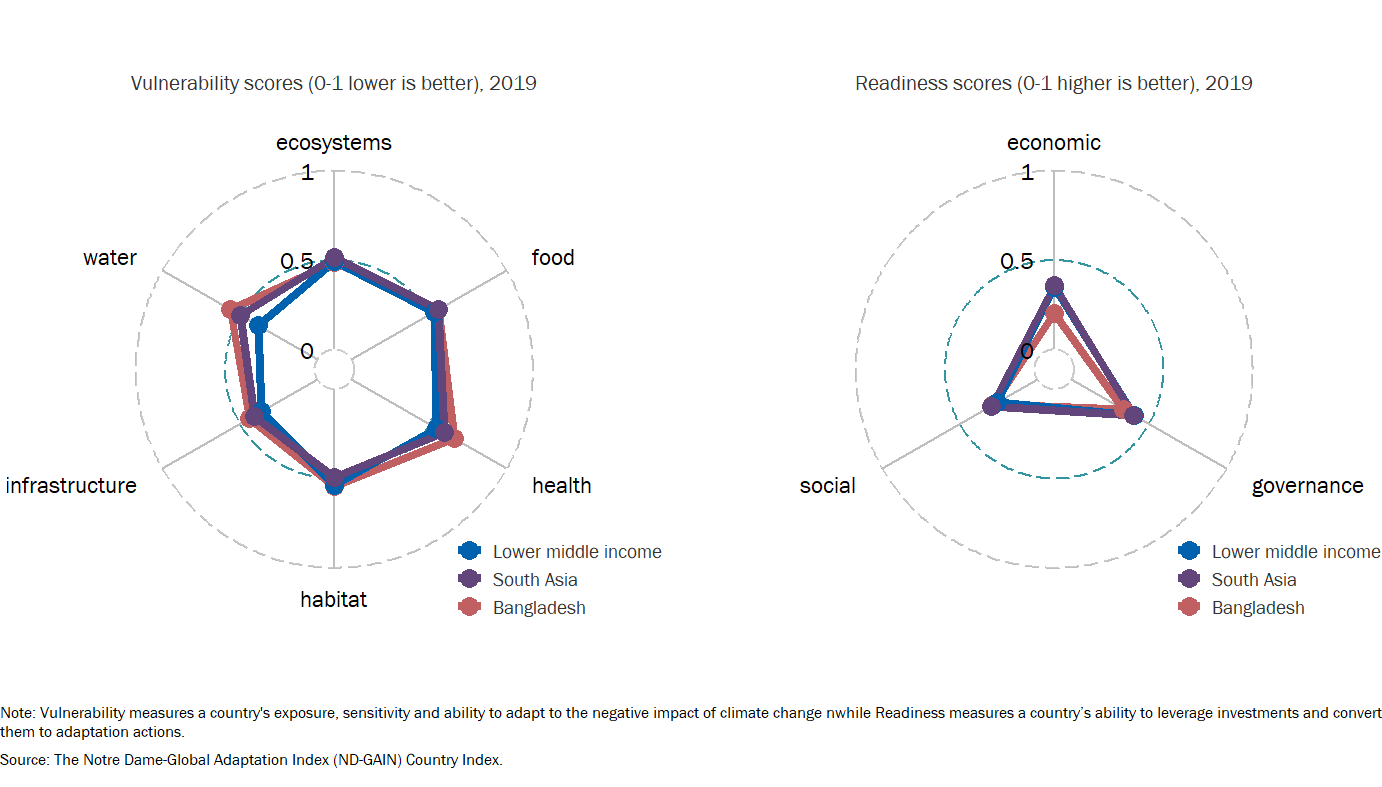 Vulnerability scores (0-1 lower is better), 2019
ecosystems
1
water
food
0.5
0
infrastructure
health
habitat
Lower middle income
South Asia
Bangladesh
Readiness scores (0-1 higher is better), 2019
economic
1
0.5
0
social
governance
Lower middle income
South Asia
Bangladesh
Note: Vulnerability measures a country's exposure, sensitivity and ability to adapt to the negative impact of climate change nwhile Readiness measures a country’s ability to leverage investments and convert
them to adaptation actions.
Source: The Notre Dame-Global Adaptation Index (ND-GAIN) Country Index.